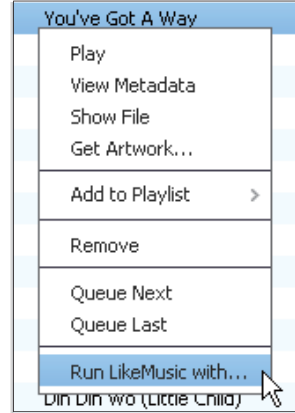 You've Got A Way
Play
View Metadata
Show File
Get Artwork...
Add to Playlist
Remove
Queue Next
Queue Last
Run LikeMusic with...
Din Din Wo (Little Child)